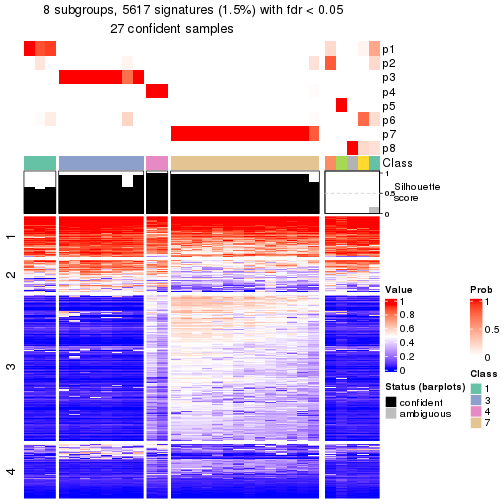 8 subgroups, 5617 signatures (1.5%) with fdr < 0.05
27 confident samples
p1
p2
p3
p4
p5
p6
p7
p8
Class
1
0.5
0
Silhouette
score
1
2
3
4
Value
1
0.8
0.6
0.4
0.2
0
Prob
1
0.5
0
Status (barplots)
confident
ambiguous
Class
1
3
4
7